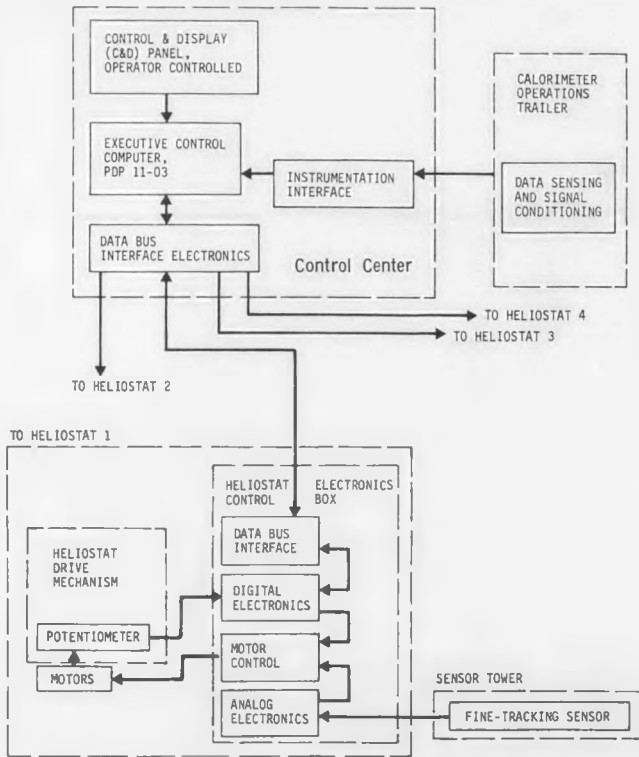 CONTROL & DISPLAY
(C&D) PANEL,
OPERATOR CONTROLLED
EXECUTIVE CONTROL
COMPUTER,
PDP 11-03
INSTRUMENTATION
INTERFACE
DATA BUS
INTERFACE ELECTRONICS
Control Center
CALORIMETER
OPERATIONS
TRAILER
DATA SENSING
AND SIGNAL
CONDITIONING
TO HELIOSTAT 4
TO HELIOSTAT 3
TO HELIOSTAT 2
TO HELIOSTAT 1
HELIOSTAT ELECTRONICS
CONTROL BOX
DATA BUS
INTERFACE
HELIOSTAT
DRIVE
MECHANISM
DIGITAL
ELECTRONICS
POTENTIOMETER
MOTOR
CONTROL
MOTORS
ANALOG
ELECTRONICS
SENSOR TOWER
FINE-TRACKING SENSOR